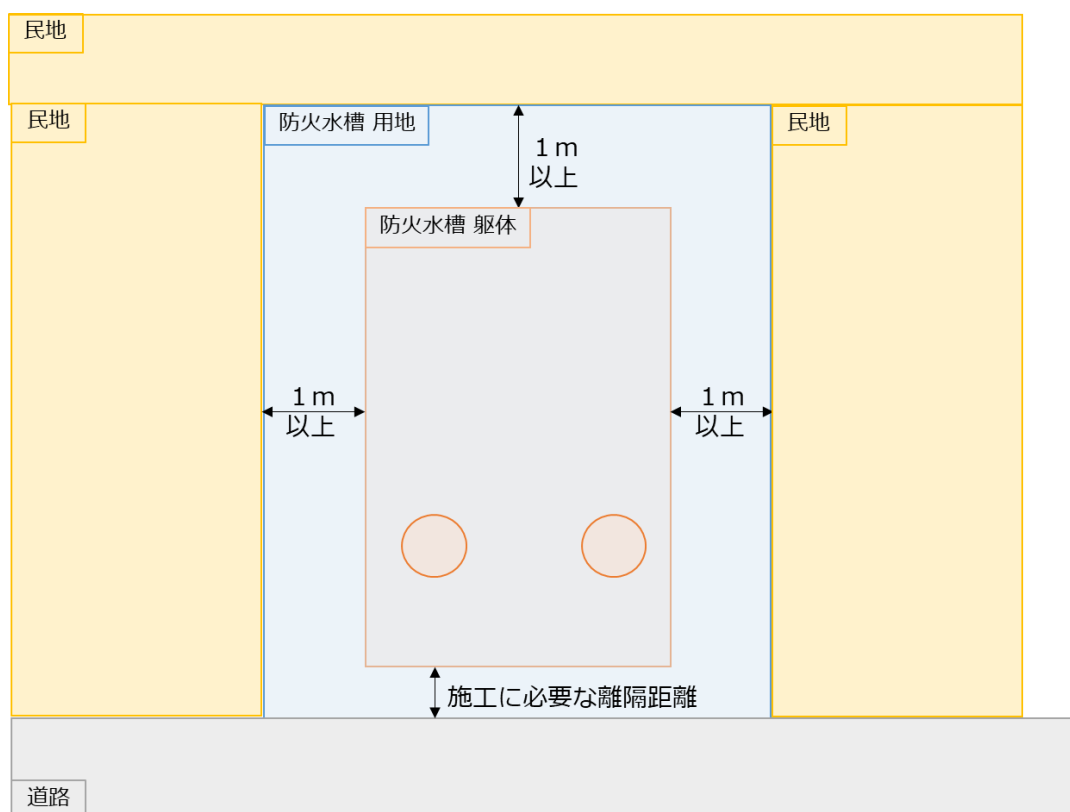 民地
民地
防火水槽 用地
民地
１ｍ
以上
防火水槽 躯体
１ｍ
以上
１ｍ
以上
施工に必要な離隔距離
道路